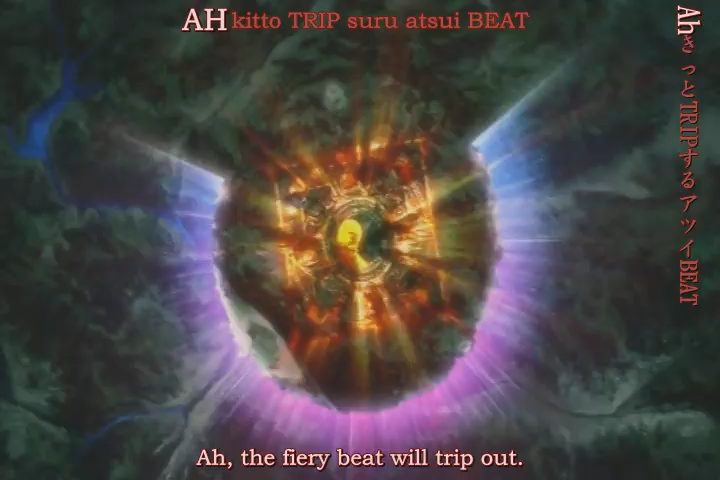 AH kitto TRIP suru atsui BEAT
AhきっとTRIPするアツイBEAT
Ah, the fiery beat will trip out.